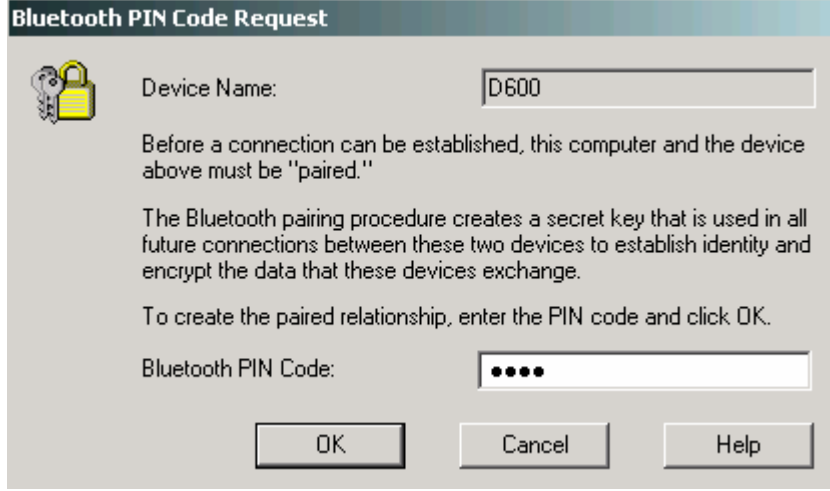 Bluetooth PIN Code Request
Device Name: D600
Before a connection can be established, this computer and the device
above must be "paired."
The Bluetooth pairing procedure creates a secret key that is used in all
future connections between these two devices to establish identity and
encrypt the data that these devices exchange.
To create the paired relationship, enter the PIN code and click OK.
Bluetooth PIN Code: ••••
OK Cancel Help